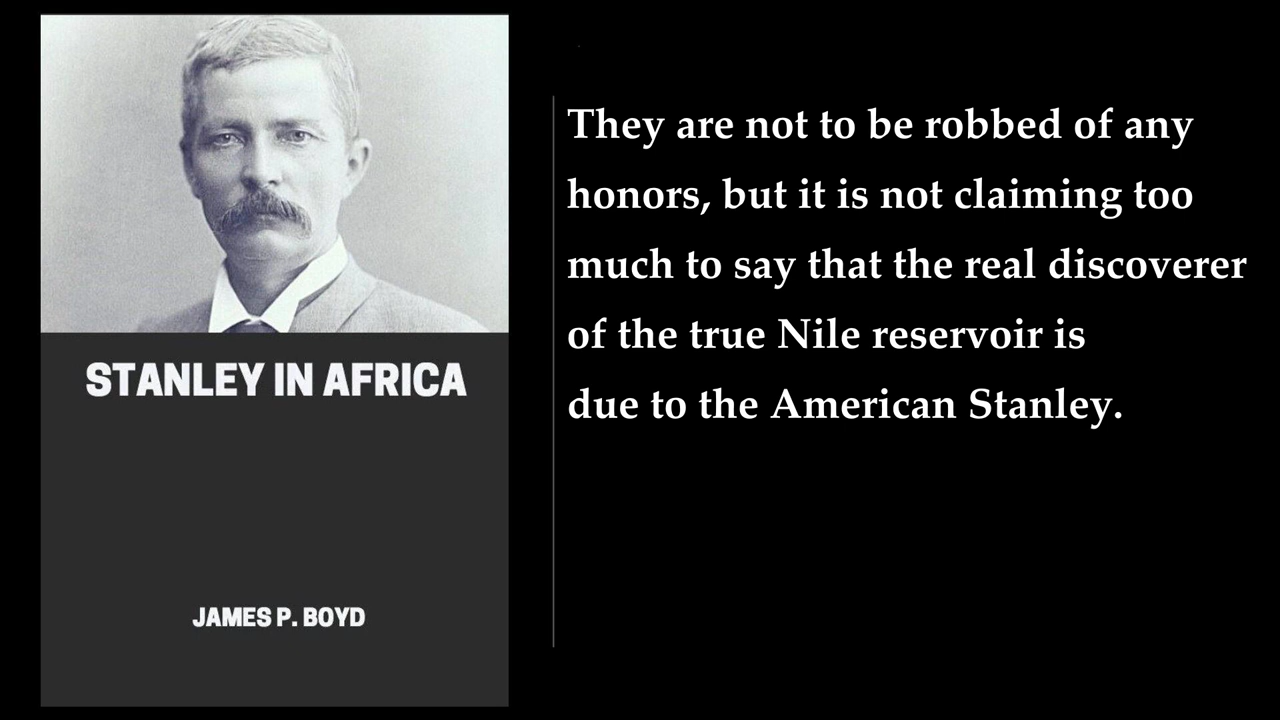 STANLEY IN AFRICA
JAMES P. BOYD
They are not to be robbed of any
honors, but it is not claiming too
much to say that the real discoverer
of the true Nile reservoir is
due to the American Stanley.